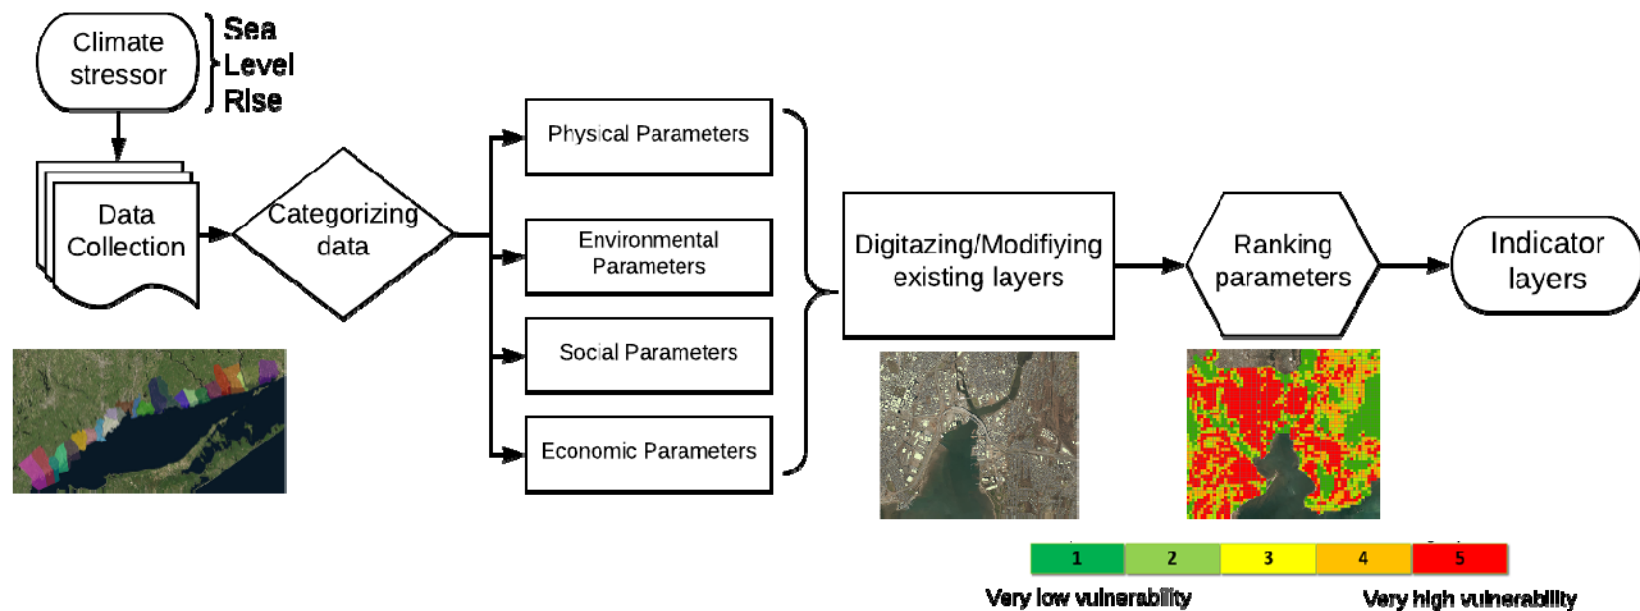 Climate
stressor
Sea
Level
Rise
Data
Collection
Categorizing
data
Physical Parameters
Environmental
Parameters
Social Parameters
Economic Parameters
Digitazing/Modifiying
existing layers
Ranking
parameters
Indicator
layers
1 2 3 4 5
Very low vulnerability Very high vulnerability